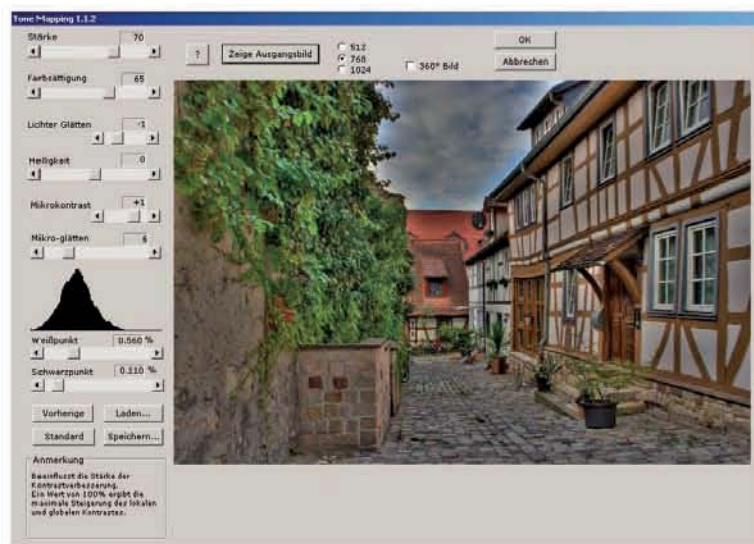 Tone Mapping 1.1.2
Stärke 70
Farbsättigung 65
Lichter Glätten -1
Helligkeit 0
Mikrokontrast +1
Mikro-glätten 6
Weißpunkt 0.560 %
Schwarzpunkt 0.110 %
Vorherige Laden...
Standard Speichern...
Anmerkung
Beeinflusst die Stärke der
Kontrastverbesserung.
Ein Wert von 100% ergibt die
maximale Steigerung des lokalen
und globalen Kontrastes.
? Zeige Ausgangsbild
512
768
1024
360° Bild
OK
Abbrechen